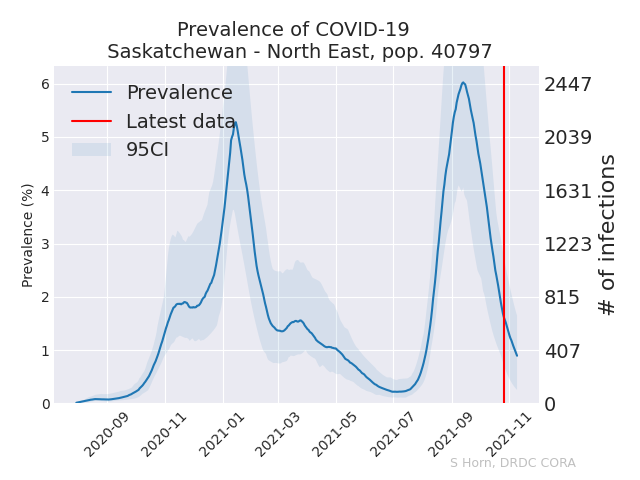 Prevalence of COVID-19
Saskatchewan - North East, pop. 40797
Prevalence (%)
6
5
4
3
2
1
0
Prevalence
Latest data
95CI
2447
2039
1631
1223
815
407
0
# of infections
2020-09
2020-11
2021-01
2021-03
2021-05
2021-07
2021-09
2021-11
S Horn, DRDC CORA